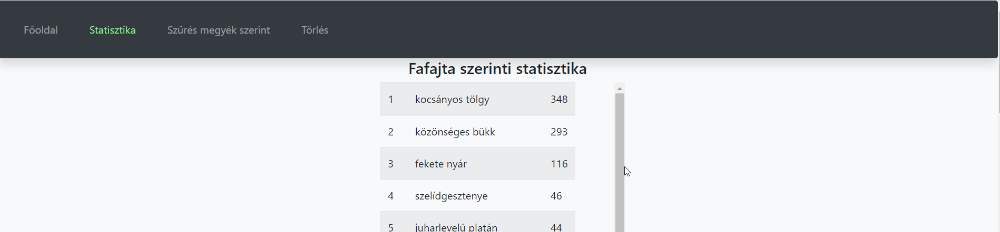 Főoldal Statisztika Szűrés megyék szerint Törlés
Fafajta szerinti statisztika
1 kocsányos tölgy 348
2 közönséges bükk 293
3 fekete nyár 116
4 szelídgesztenye 46
5 juharlevelű platán 44